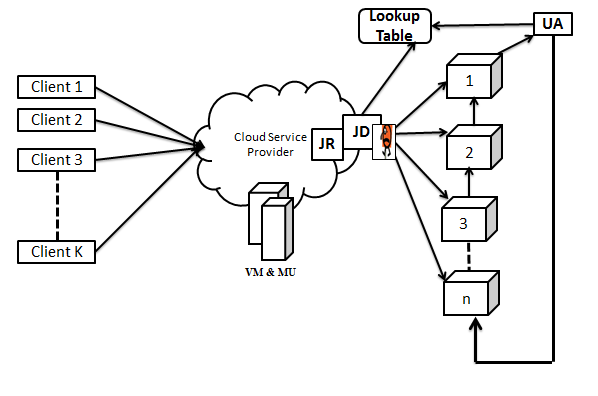 Lookup
Table
UA
Client 1
Client 2
Client 3
Client K
Cloud Service
Provider
JR
JD
VM & MU
1
2
3
n